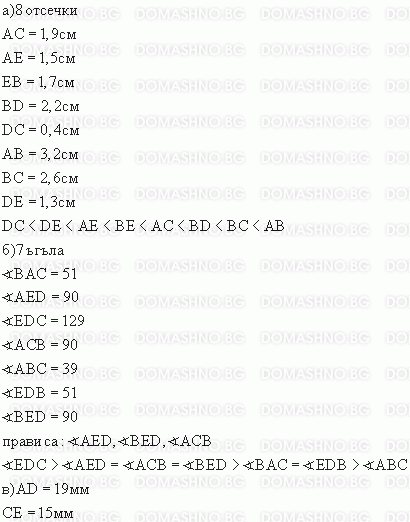 а)8 отсечки
AC = 1,9см
AE = 1,5см
EB = 1,7см
BD = 2,2см
DC = 0,4см
AB = 3,2см
BC = 2,6см
DE = 1,3см
DC < DE < AE < BE < AC < BD < BC < AB
б)7 ъгъла
∢BAC = 51
∢AED = 90
∢EDC = 129
∢ACB = 90
∢ABC = 39
∢EDB = 51
∢BED = 90
прави са: ∢AED, ∢BED, ∢ACB
∢EDC > ∢AED = ∢ACB = ∢BED > ∢BAC = ∢EDB > ∢ABC
в)AD = 19мм
CE = 15мм